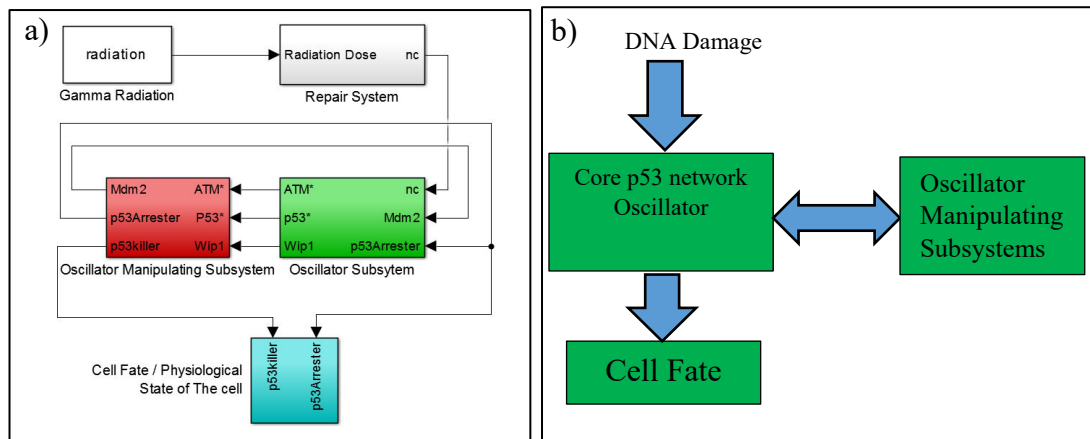 a)
radiation
Gamma Radiation
Radiation Dose nc
Repair System
Mdm2 ATM*
p53Arrester P53*
p53killer Wip1
Oscillator Manipulating Subsystem
ATM* nc
p53* Mdm2
Wip1 p53Arrester
Oscillator Subsytem
Cell Fate / Physiological
State of The cell
p53killer
p53Arrester
b)
DNA Damage
Core p53 network
Oscillator
Oscillator
Manipulating
Subsystems
Cell Fate